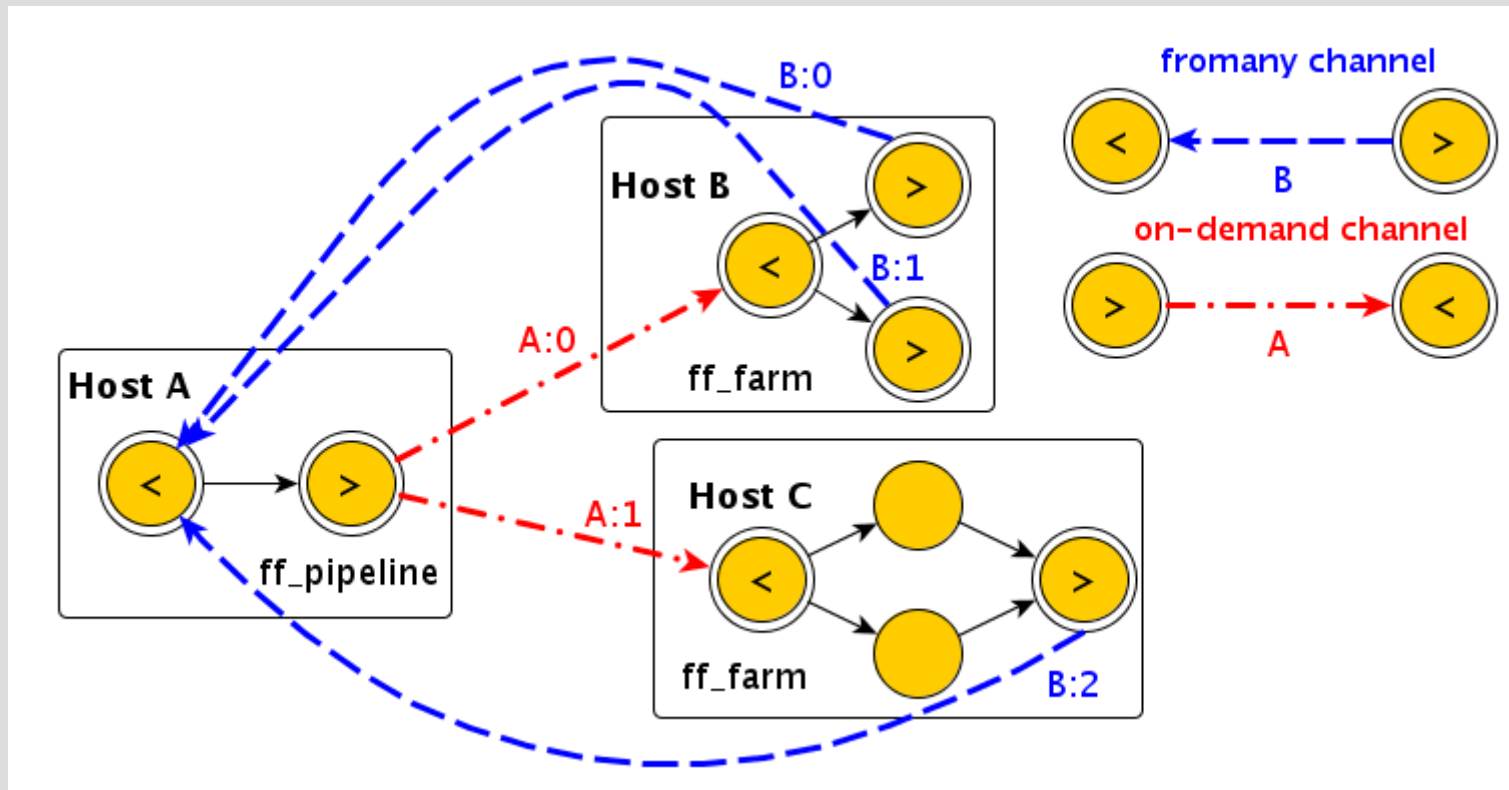 fromany channel
B:0
<
>
B
Host B
>
<
B:1
on-demand channel
>
<
A
A:0
>
ff_farm
Host A
<
>
ff_pipeline
A:1
Host C
<
>
ff_farm
B:2